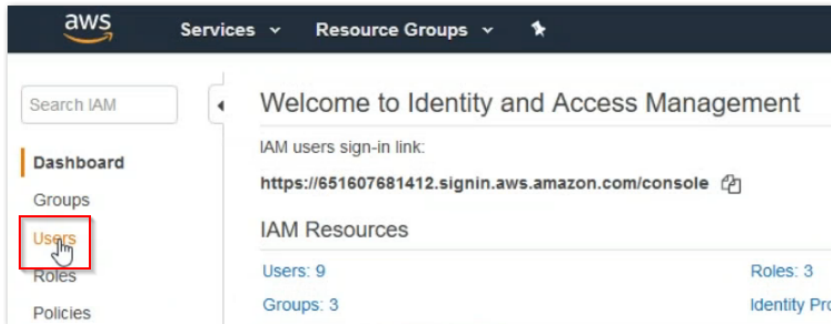 aws
Services
Resource Groups
Search IAM
Dashboard
Groups
Users
Roles
Policies
Welcome to Identity and Access Management
IAM users sign-in link:
https://651607681412.signin.aws.amazon.com/console
IAM Resources
Users: 9
Roles: 3
Groups: 3
Identity Pro